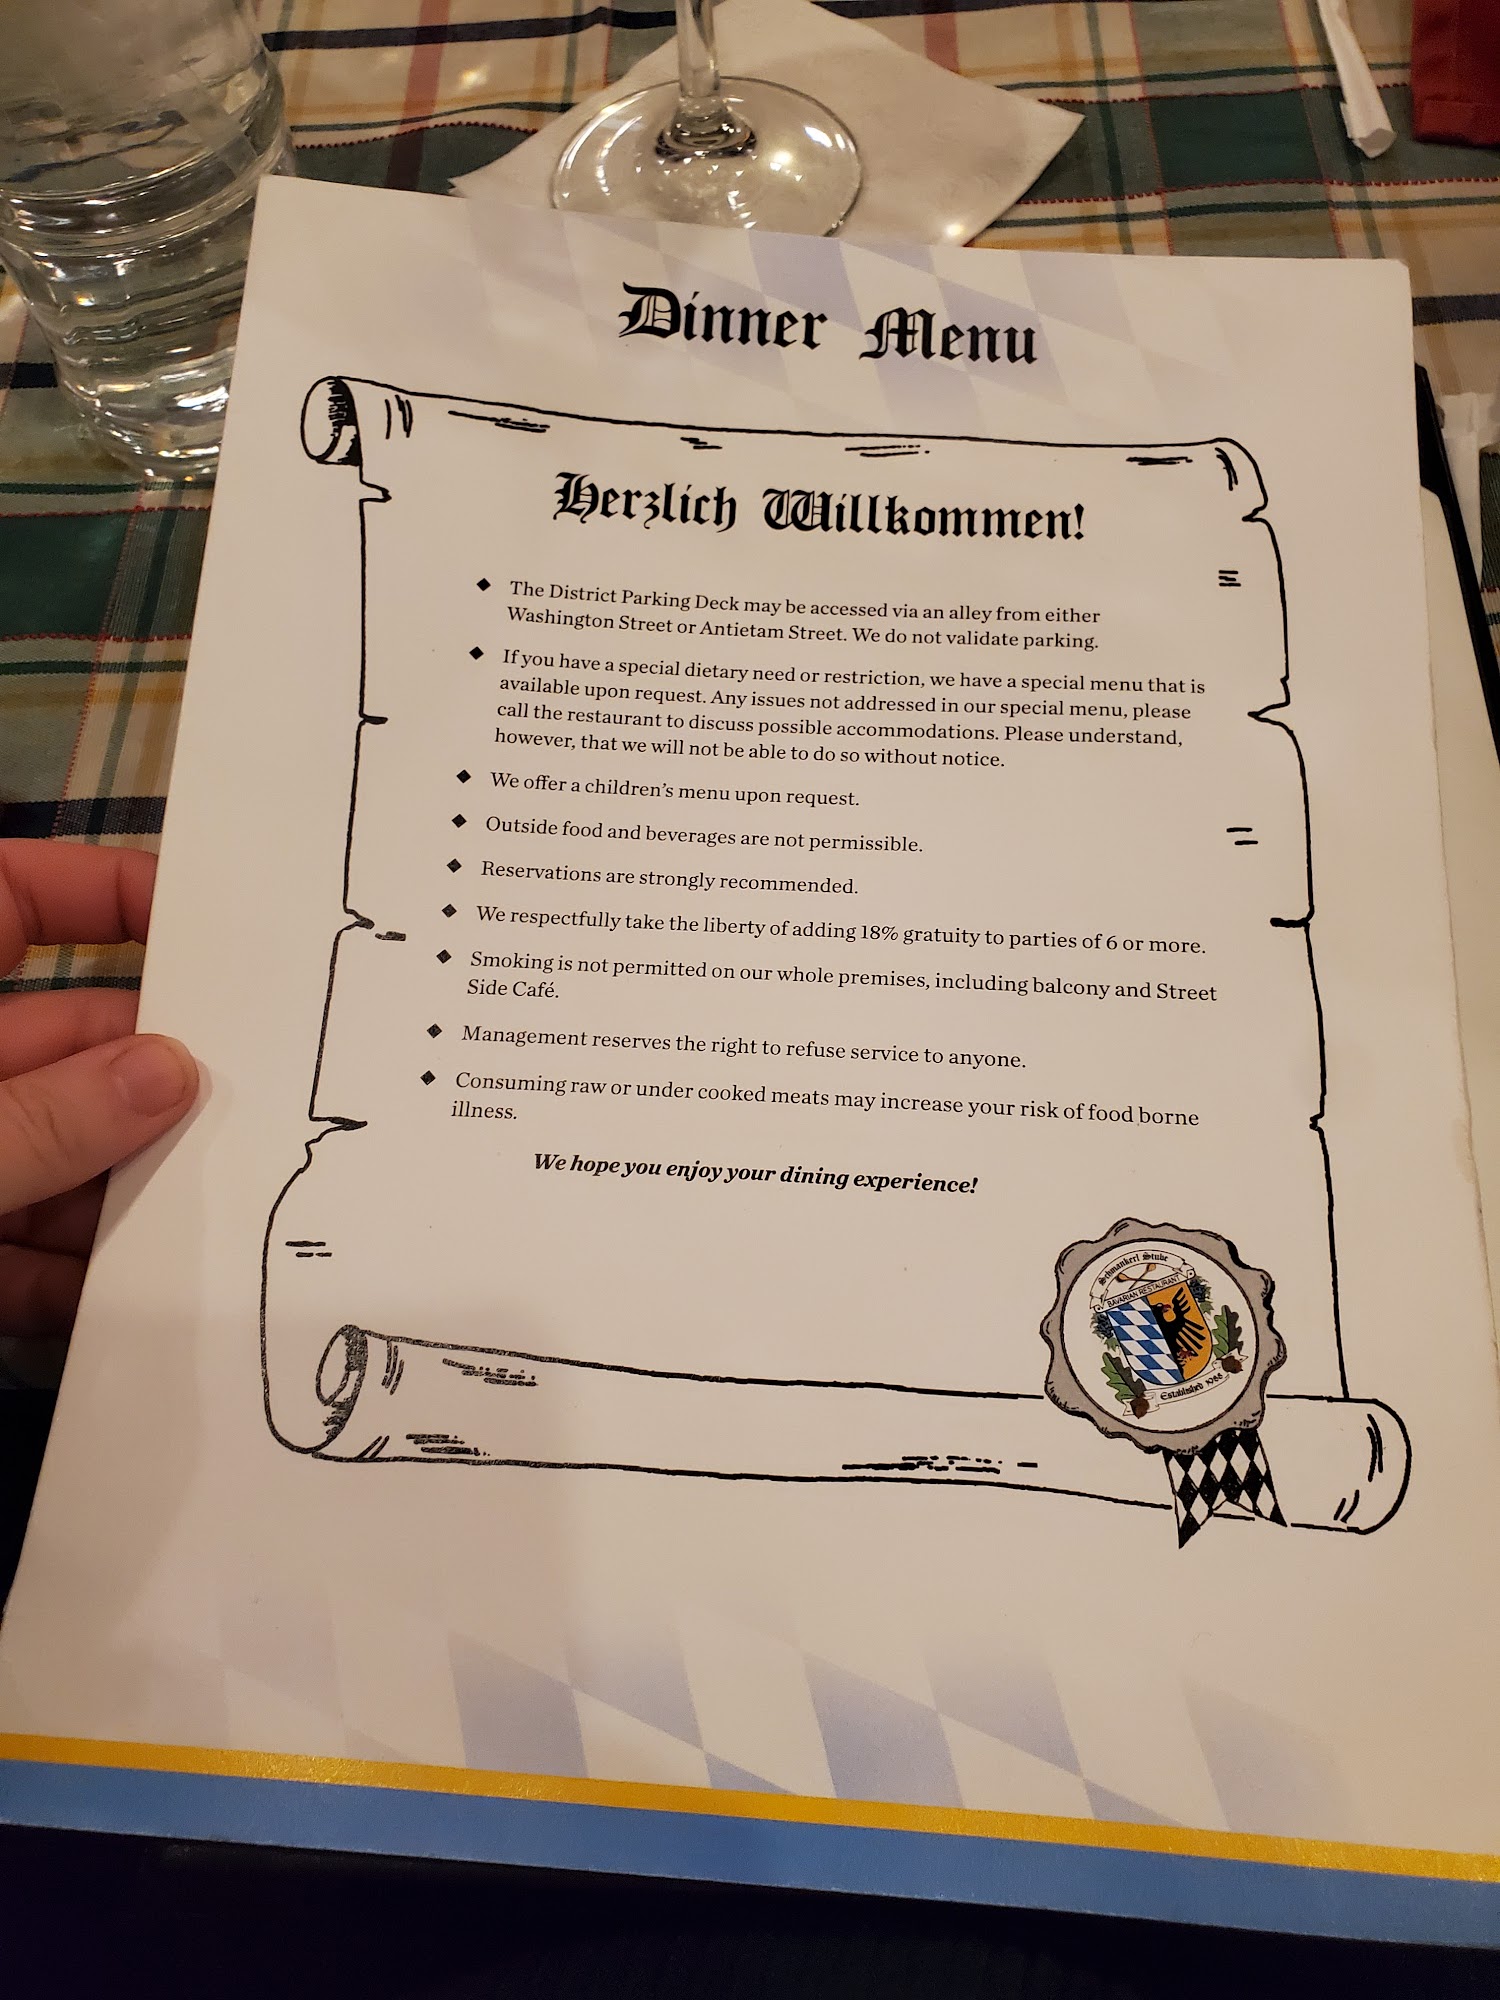 Dinner Menu
Herzlich Willkommen!
◆ The District Parking Deck may be accessed via an alley from either
Washington Street or Antietam Street. We do not validate parking.
◆ If you have a special dietary need or restriction, we have a special menu that is
available upon request. Any issues not addressed in our special menu, please
call the restaurant to discuss possible accommodations. Please understand,
however, that we will not be able to do so without notice.
◆ We offer a children's menu upon request.
◆ Outside food and beverages are not permissible.
◆ Reservations are strongly recommended.
◆ We respectfully take the liberty of adding 18% gratuity to parties of 6 or more.
◆ Smoking is not permitted on our whole premises, including balcony and Street
Side Café.
◆ Management reserves the right to refuse service to anyone.
◆ Consuming raw or under cooked meats may increase your risk of food borne
illness.
We hope you enjoy your dining experience!
Schmankerl Stube
BAVARIAN RESTAURANT
Established 1988